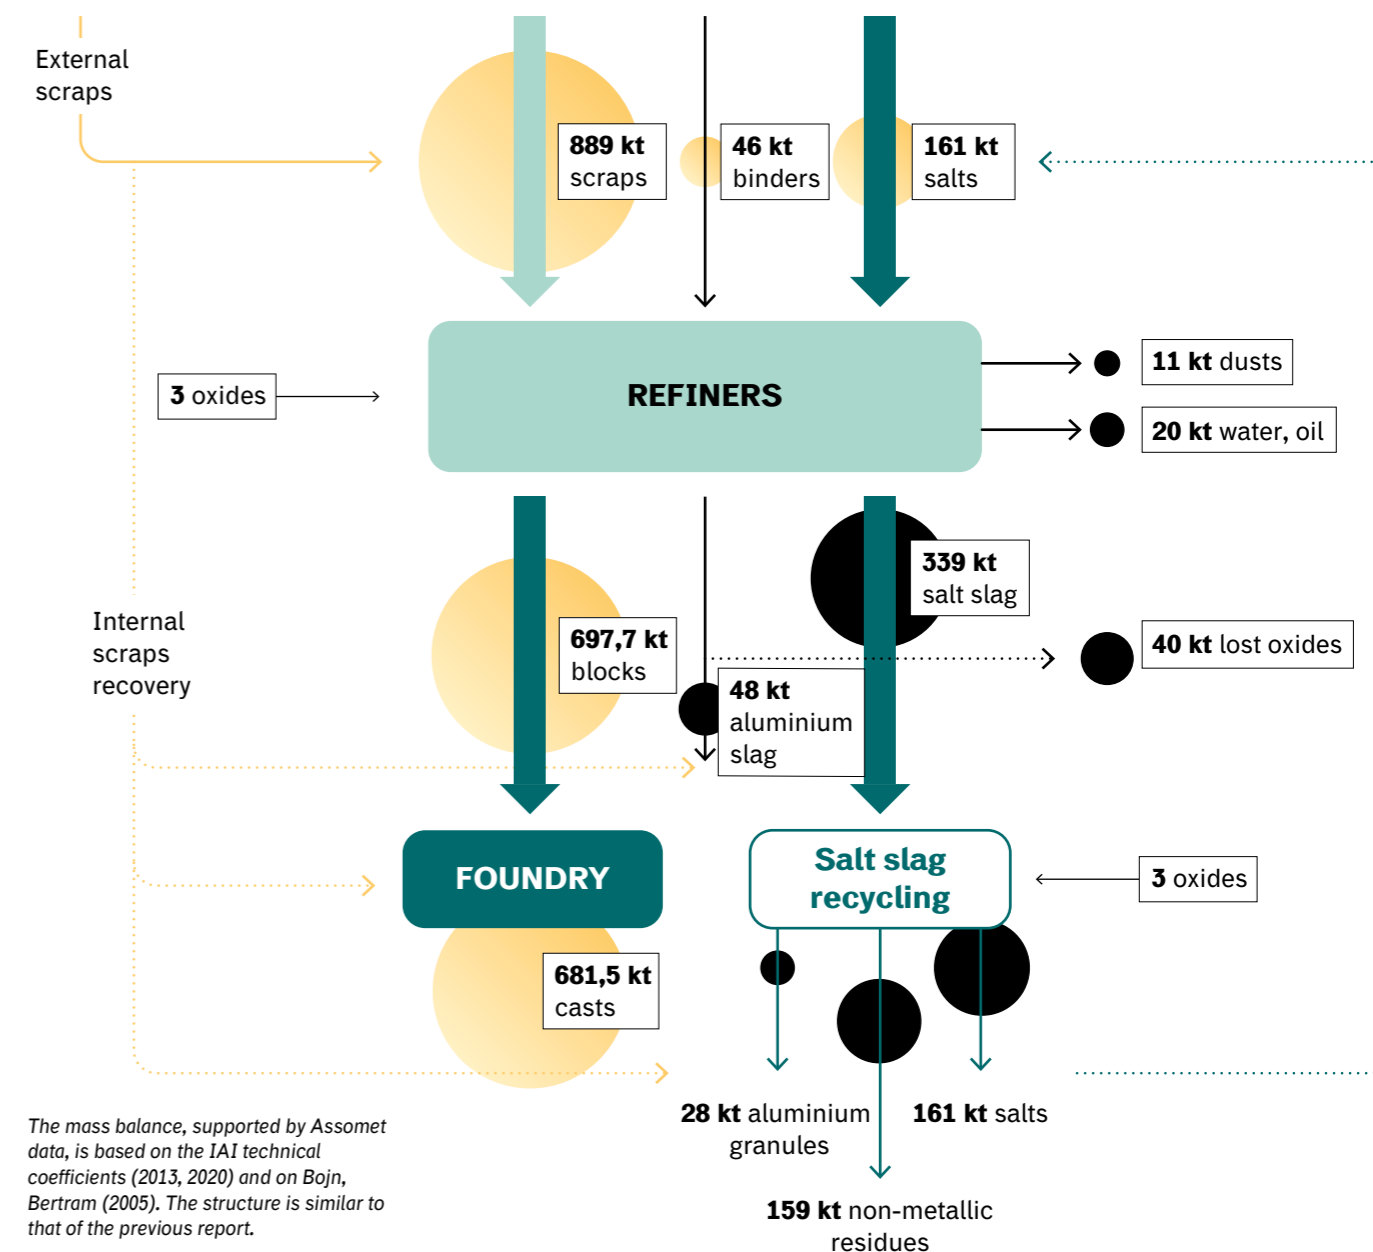 External
scraps
889 kt
scraps
46 kt
binders
161 kt
salts
3 oxides
REFINERS
11 kt dusts
20 kt water, oil
339 kt
salt slag
Internal
scraps
recovery
697,7 kt
blocks
40 kt lost oxides
48 kt
aluminium
slag
FOUNDRY
Salt slag
recycling
3 oxides
681,5 kt
casts
28 kt aluminium
granules
161 kt salts
159 kt non-metallic
residues
The mass balance, supported by Assomet
data, is based on the IAI technical
coefficients (2013, 2020) and on Bojn,
Bertram (2005). The structure is similar to
that of the previous report.